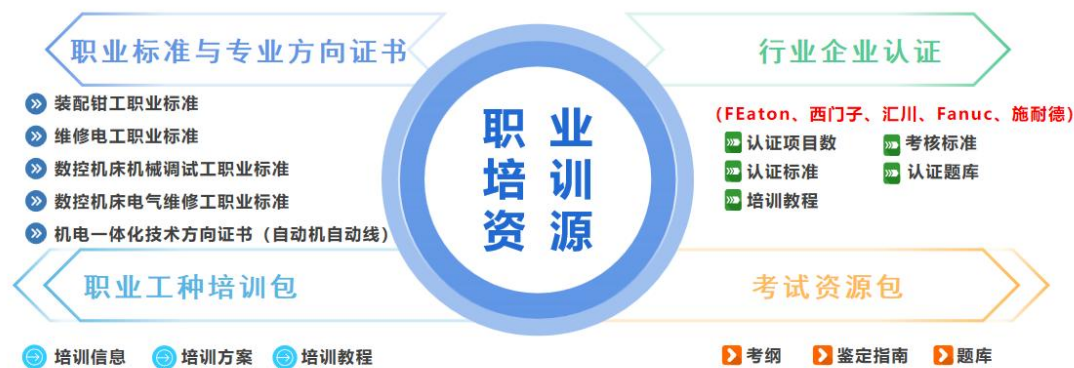 职业标准与专业方向证书
装配钳工职业标准
维修电工职业标准
数控机床机械调试工职业标准
数控机床电气维修工职业标准
机电一体化技术方向证书（自动机自动线）
职业
培训
资源
行业企业认证
（FEaton、西门子、汇川、Fanuc、施耐德）
认证项目数 考核标准
认证标准 认证题库
培训教程
职业工种培训包
培训信息 培训方案 培训教程
考试资源包
考纲 鉴定指南 题库